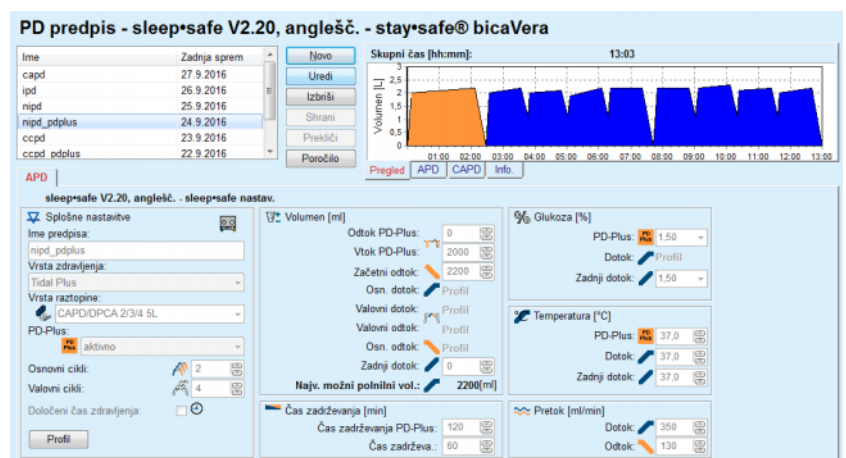 PD predpis - sleep•safe V2.20, anglešč. - stay•safe® bicaVera
Ime Zadnja sprem
capd 27.9.2016
ipd 26.9.2016
nipd 25.9.2016
nipd_pdplus 24.9.2016
ccpd 23.9.2016
ccpd_pdplus 22.9.2016
Novo
Uredi
Izbriši
Shrani
Prekliči
Poročilo
Skupni čas [hh:mm]: 13:03
Volumen [L]
3
2,5
2
1,5
1
0,5
0
01:00 02:00 03:00 04:00 05:00 06:00 07:00 08:00 09:00 10:00 11:00 12:00 13:00
Pregled APD CAPD Info.
APD
sleep•safe V2.20, anglešč. - sleep•safe nastav.
Splošne nastavitve
Ime predpisa:
nipd_pdplus
Vrsta zdravljenja:
Tidal Plus
Vrsta raztopine:
CAPD/DPCA 2/3/4 5L
PD-Plus:
PD Plus aktivno
Osnovni cikli: 2
Valovni cikli: 4
Določeni čas zdravljenja:
Profil
Volumen [ml]
Odtok PD-Plus: 0
Vtok PD-Plus: 2000
Začetni odtok: 2200
Osn. dotok: Profil
Valovni dotok: Profil
Valovni odtok: Profil
Osn. odtok: Profil
Zadnji dotok: 0
Najv. možni polnilni vol.: 2200[ml]
Čas zadrževanja [min]
Čas zadrževanja PD-Plus: 120
Čas zadrževa.: 60
Glukoza [%]
PD-Plus: PD Plus 1,50
Dotok: Profil
Zadnji dotok: 1,50
Temperatura [°C]
PD-Plus: PD Plus 37,0
Dotok: 37,0
Zadnji dotok: 37,0
Pretok [ml/min]
Dotok: 350
Odtok: 130